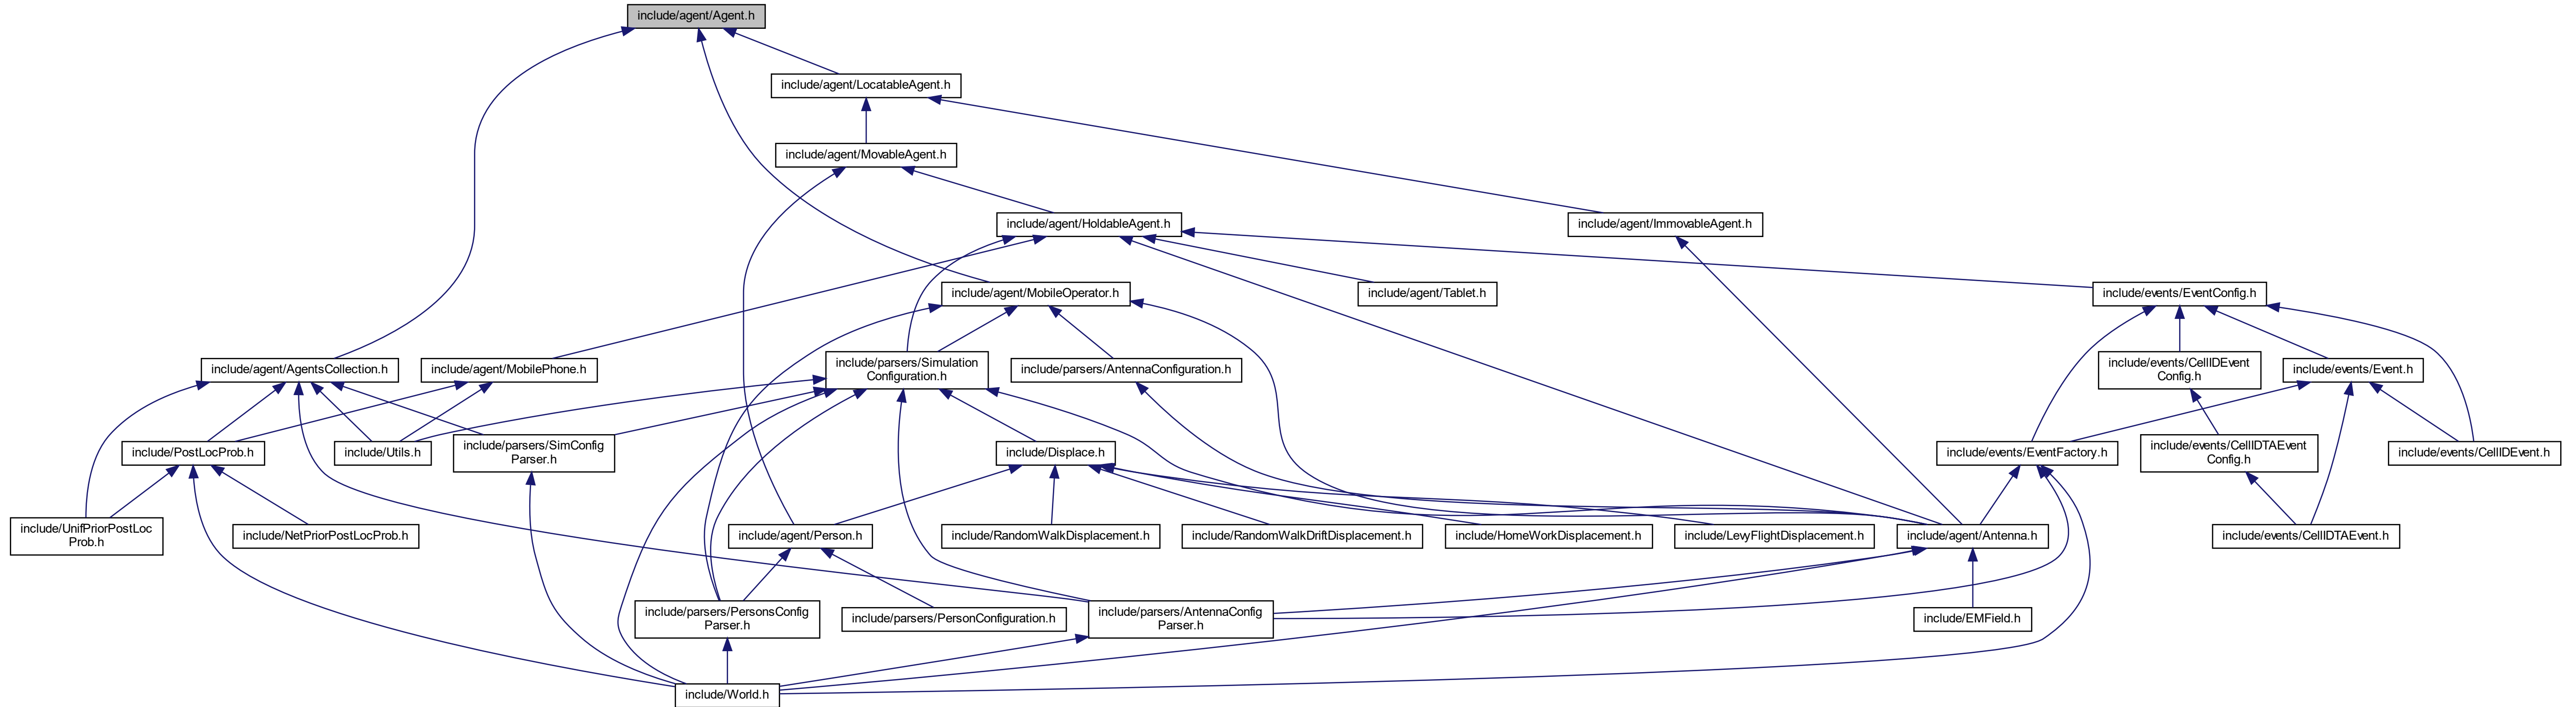 include/agent/Agent.h
include/agent/LocatableAgent.h
include/agent/MovableAgent.h
include/agent/HoldableAgent.h
include/agent/ImmovableAgent.h
include/agent/MobileOperator.h
include/agent/Tablet.h
include/events/EventConfig.h
include/agent/AgentsCollection.h
include/agent/MobilePhone.h
include/parsers/Simulation
Configuration.h
include/parsers/AntennaConfiguration.h
include/events/CellIDEvent
Config.h
include/events/Event.h
include/PostLocProb.h
include/Utils.h
include/parsers/SimConfig
Parser.h
include/Displace.h
include/events/EventFactory.h
include/events/CellIDTAEvent
Config.h
include/events/CellIDEvent.h
include/UnifPriorPostLoc
Prob.h
include/NetPriorPostLocProb.h
include/agent/Person.h
include/RandomWalkDisplacement.h
include/RandomWalkDriftDisplacement.h
include/HomeWorkDisplacement.h
include/LevyFlightDisplacement.h
include/agent/Antenna.h
include/events/CellIDTAEvent.h
include/parsers/PersonsConfig
Parser.h
include/parsers/PersonConfiguration.h
include/parsers/AntennaConfig
Parser.h
include/EMField.h
include/World.h